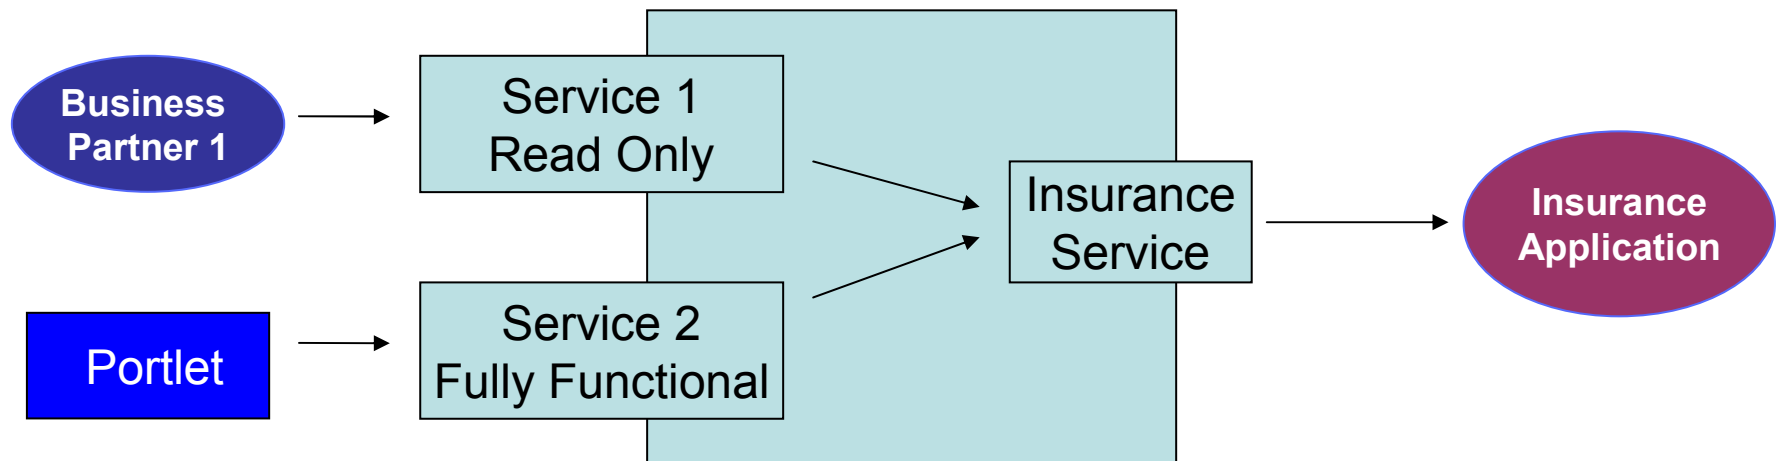 Business
Partner 1
Service 1
Read Only
Insurance
Service
Insurance
Application
Portlet
Service 2
Fully Functional